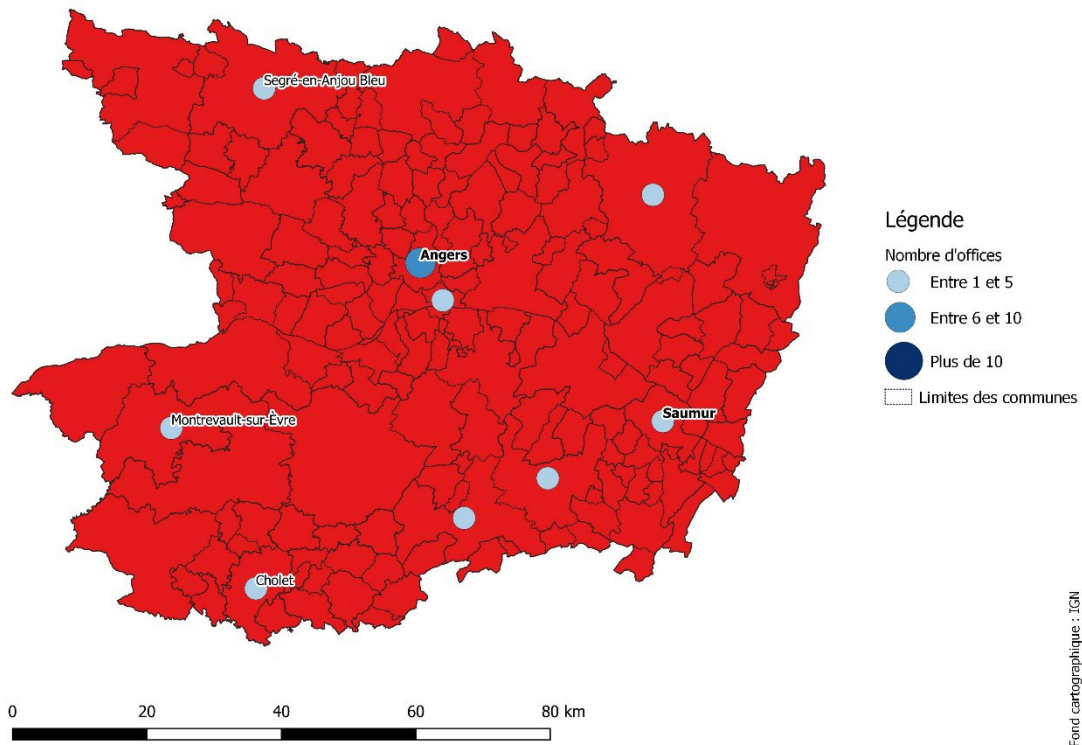 Segré-en-Anjou Bleu
Angers
Montrevault-sur-Èvre
Saumur
Cholet
Légende
Nombre d'offices
Entre 1 et 5
Entre 6 et 10
Plus de 10
Limites des communes
0 20 40 60 80 km
Fond cartographique : IGN